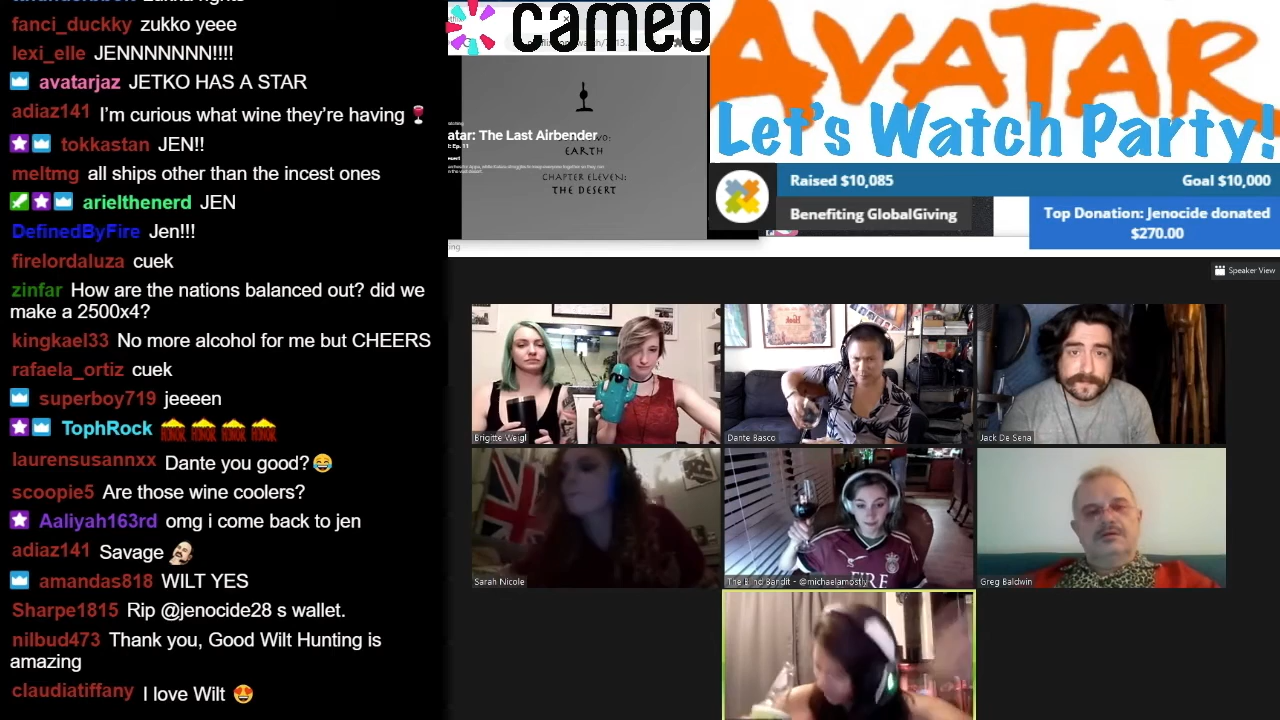 fanci_duckky zukko yeee
lexi_elle JENNNNNNN!!!!
avatarjaz JETKO HAS A STAR
adiaz141 I'm curious what wine they're having🍷
tokkastan JEN!!
meltmg all ships other than the incest ones
arielthenerd JEN
DefinedByFire Jen!!!
firelordaluza cuek
zinfar How are the nations balanced out? did we
make a 2500x4?
kingkael33 No more alcohol for me but CHEERS
rafaela_ortiz cuek
superboy719 jeeeen
TophRock
laurensusannxx Dante you good?😂
scoopie5 Are those wine coolers?
Aaliyah163rd omg i come back to jen
adiaz141 Savage
amandas818 WILT YES
Sharpe1815 Rip @jenocide28 s wallet.
nilbud473 Thank you, Good Wilt Hunting is
amazing
claudiatiffany I love Wilt 😍
cameo
atar: The Last Airbender
EARTH
CHAPTER ELEVEN:
THE DESERT
AVATAR
Let's Watch Party!
Raised $10,085 Goal $10,000
Benefiting GlobalGiving
Top Donation: Jenocide donated
$270.00
Speaker View
Brigitte Weigl
Dante Basco
Jack De Sena
Sarah Nicole
The Blind Bandit - @michaelamostly
Greg Baldwin